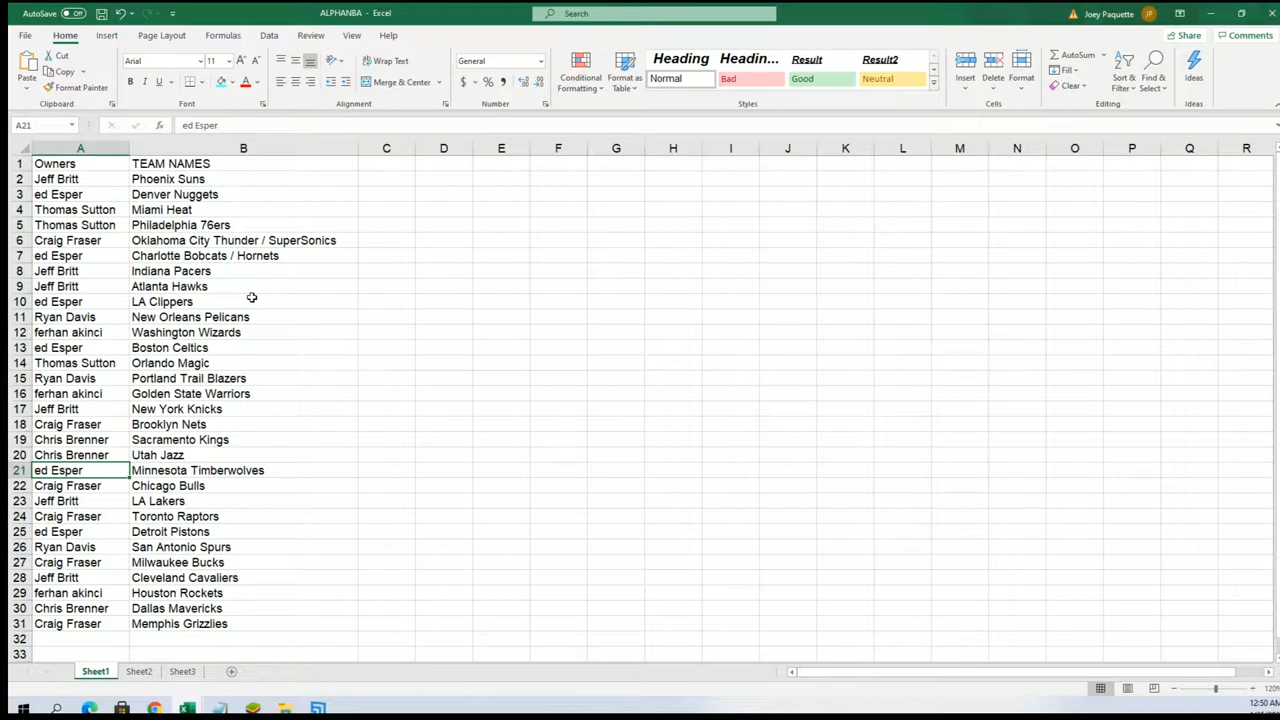 AutoSave Off ALPHANBA - Excel Search Joey Paquette JP
File Home Insert Page Layout Formulas Data Review View Help Share Comments
Paste Cut Copy Format Painter Clipboard
Arial 11 A A B I U A Font
Wrap Text Merge & Center Alignment
General $ % Number
Conditional Formatting Format as Table
Heading Headin... Result Result2
Normal Bad Good Neutral
Styles
Insert Delete Format Cells
AutoSum Fill Clear Sort & Filter Find & Select Editing
Ideas Ideas
A21 fx ed Esper
A B C D E F G H I J K L M N O P Q R
1 Owners TEAM NAMES
2 Jeff Britt Phoenix Suns
3 ed Esper Denver Nuggets
4 Thomas Sutton Miami Heat
5 Thomas Sutton Philadelphia 76ers
6 Craig Fraser Oklahoma City Thunder / SuperSonics
7 ed Esper Charlotte Bobcats / Hornets
8 Jeff Britt Indiana Pacers
9 Jeff Britt Atlanta Hawks
10 ed Esper LA Clippers
11 Ryan Davis New Orleans Pelicans
12 ferhan akinci Washington Wizards
13 ed Esper Boston Celtics
14 Thomas Sutton Orlando Magic
15 Ryan Davis Portland Trail Blazers
16 ferhan akinci Golden State Warriors
17 Jeff Britt New York Knicks
18 Craig Fraser Brooklyn Nets
19 Chris Brenner Sacramento Kings
20 Chris Brenner Utah Jazz
21 ed Esper Minnesota Timberwolves
22 Craig Fraser Chicago Bulls
23 Jeff Britt LA Lakers
24 Craig Fraser Toronto Raptors
25 ed Esper Detroit Pistons
26 Ryan Davis San Antonio Spurs
27 Craig Fraser Milwaukee Bucks
28 Jeff Britt Cleveland Cavaliers
29 ferhan akinci Houston Rockets
30 Chris Brenner Dallas Mavericks
31 Craig Fraser Memphis Grizzlies
32
33
Sheet1 Sheet2 Sheet3
120%
12:50 AM